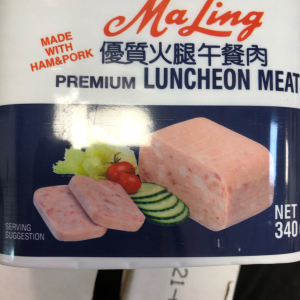 MaLing
MADE
WITH
HAM&PORK
優質火腿午餐肉
PREMIUM LUNCHEON MEAT
SERVING
SUGGESTION
NET
340
21-